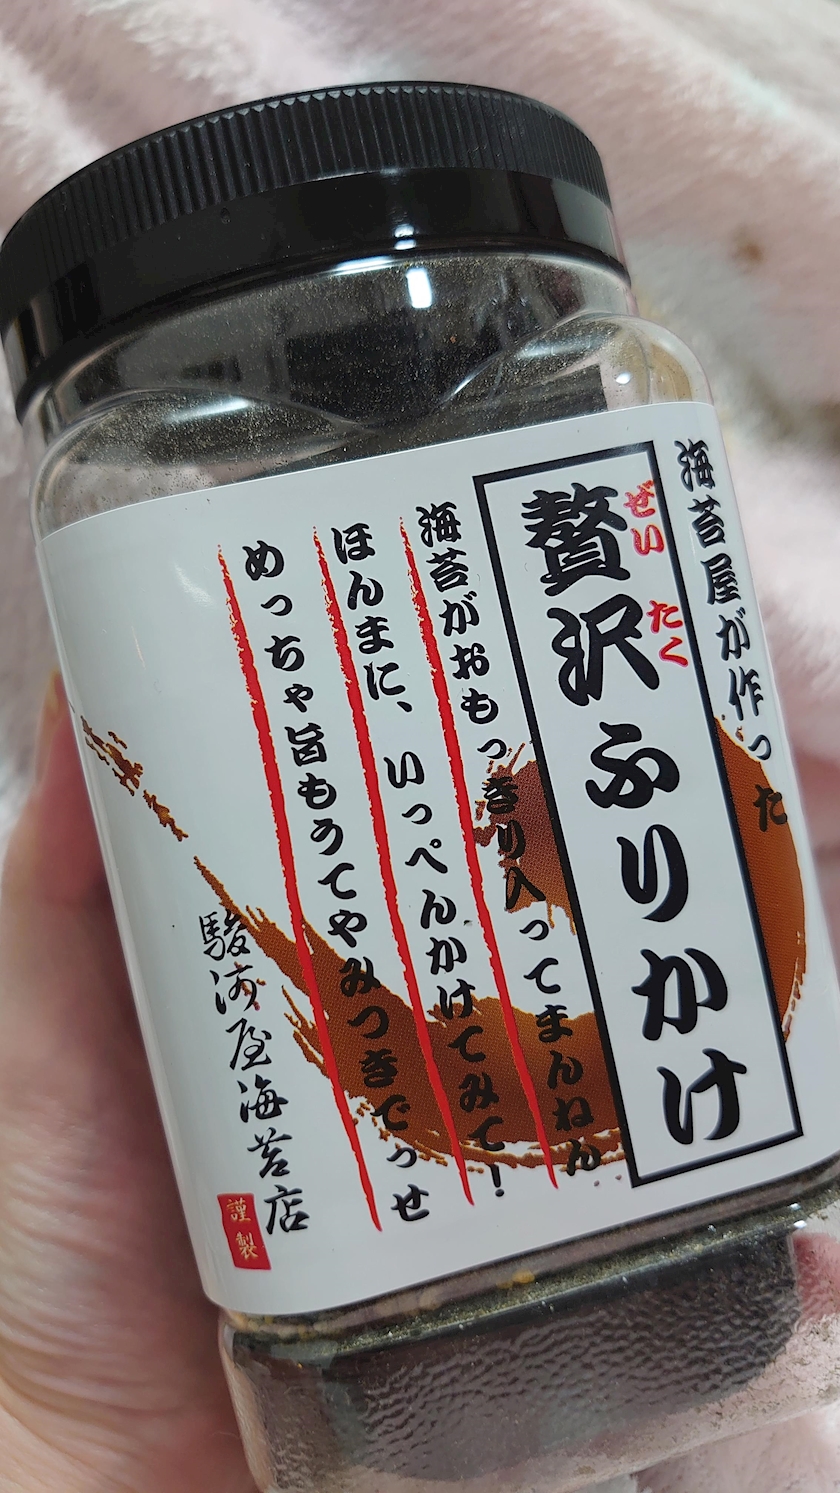 海苔屋が作った
贅沢ふりかけ
ぜいたく
海苔がおもっきり入ってまんねん
ほんまに、いっぺんかけてみて!
めっちゃ旨もうてやみつきでっせ
駿河屋海苔店
謹製